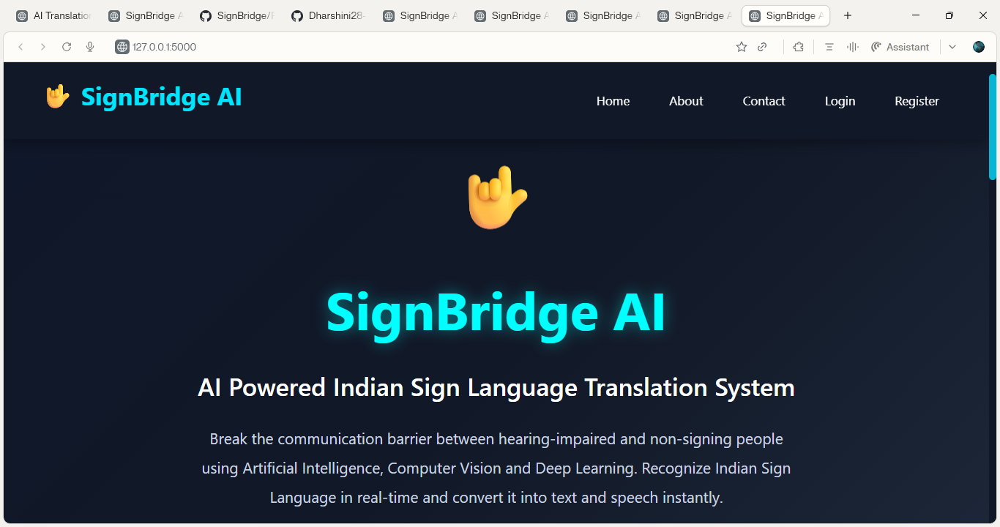 AI Translation
SignBridge A
SignBridge/
Dharshini28-
SignBridge A
SignBridge A
SignBridge A
SignBridge A
SignBridge A
127.0.0.1:5000
Assistant
SignBridge AI
Home
About
Contact
Login
Register
SignBridge AI
AI Powered Indian Sign Language Translation System
Break the communication barrier between hearing-impaired and non-signing people
using Artificial Intelligence, Computer Vision and Deep Learning. Recognize Indian Sign
Language in real-time and convert it into text and speech instantly.